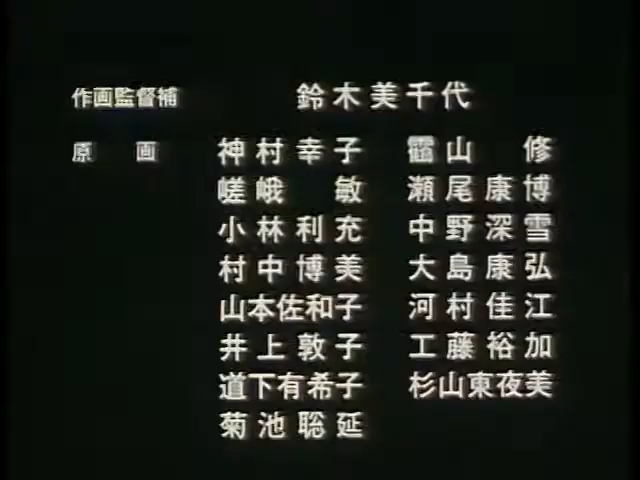 作画監督補 鈴木美千代
原画 神村幸子 霜山 修
嵯峨 敏 瀬尾康博
小林利充 中野深雪
村中博美 大島康弘
山本佐和子 河村佳江
井上敦子 工藤裕加
道下有希子 杉山東夜美
菊池聡延